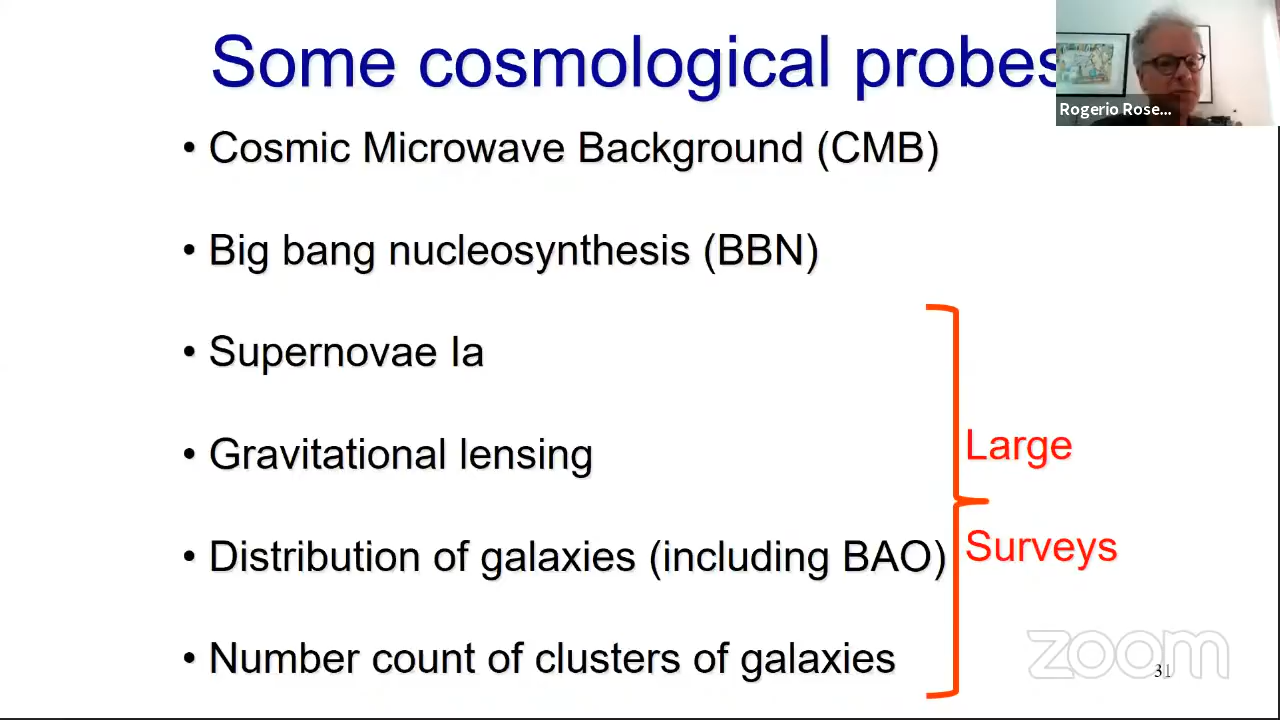 Some cosmological probes
Rogerio Rose...
• Cosmic Microwave Background (CMB)
• Big bang nucleosynthesis (BBN)
• Supernovae Ia
• Gravitational lensing
Large
• Distribution of galaxies (including BAO)
Surveys
• Number count of clusters of galaxies
zoom
31